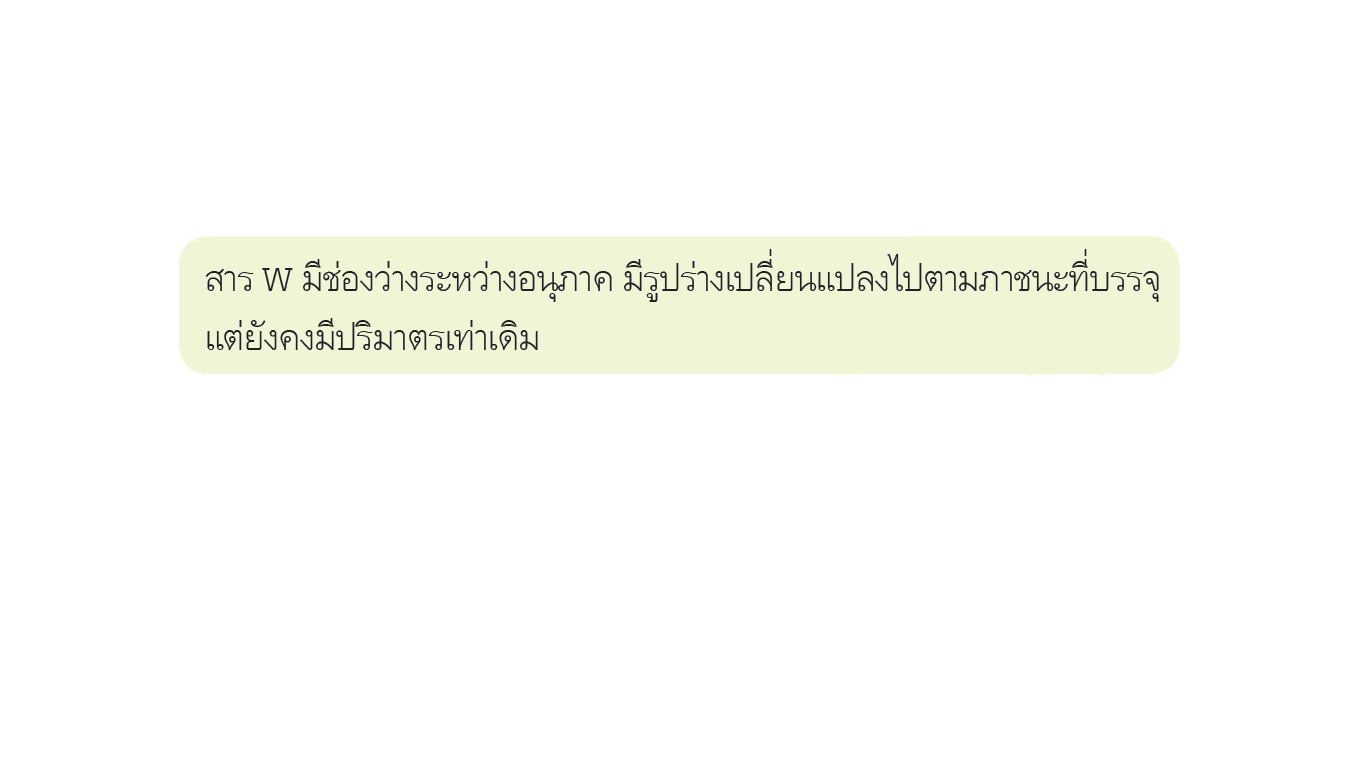 สาร W มีช่องว่างระหว่างอนุภาค มีรูปร่างเปลี่ยนแปลงไปตามภาชนะที่บรรจุ
แต่ยังคงมีปริมาตรเท่าเดิม